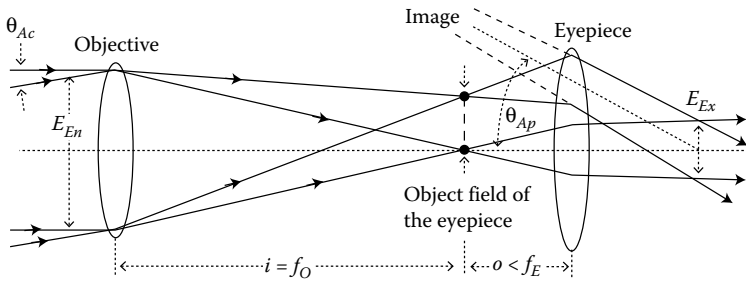 θAc
Objective
Image
Eyepiece
EEn
θAp
EEx
Object field of
the eyepiece
i = fO
o < fE